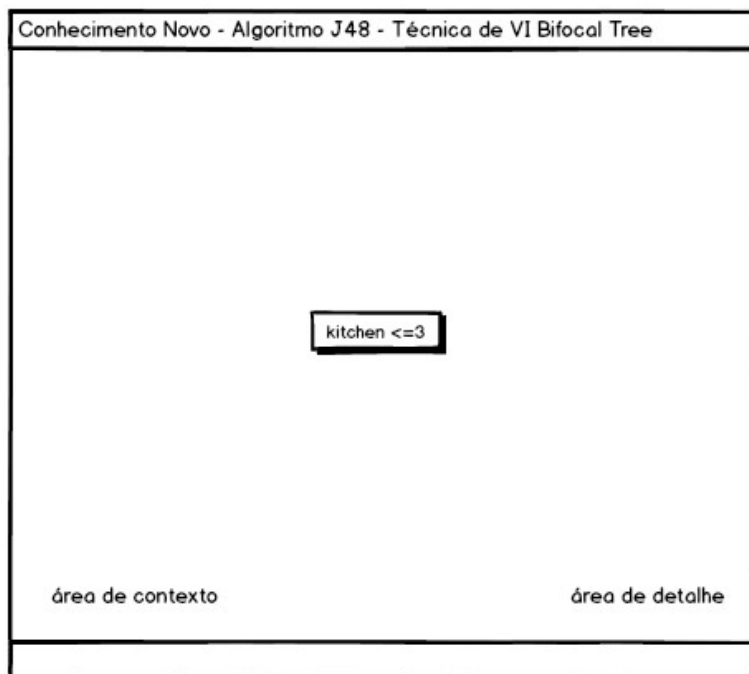 Conhecimento Novo - Algoritmo J48 - Técnica de VI Bifocal Tree
kitchen <=3
área de contexto
área de detalhe